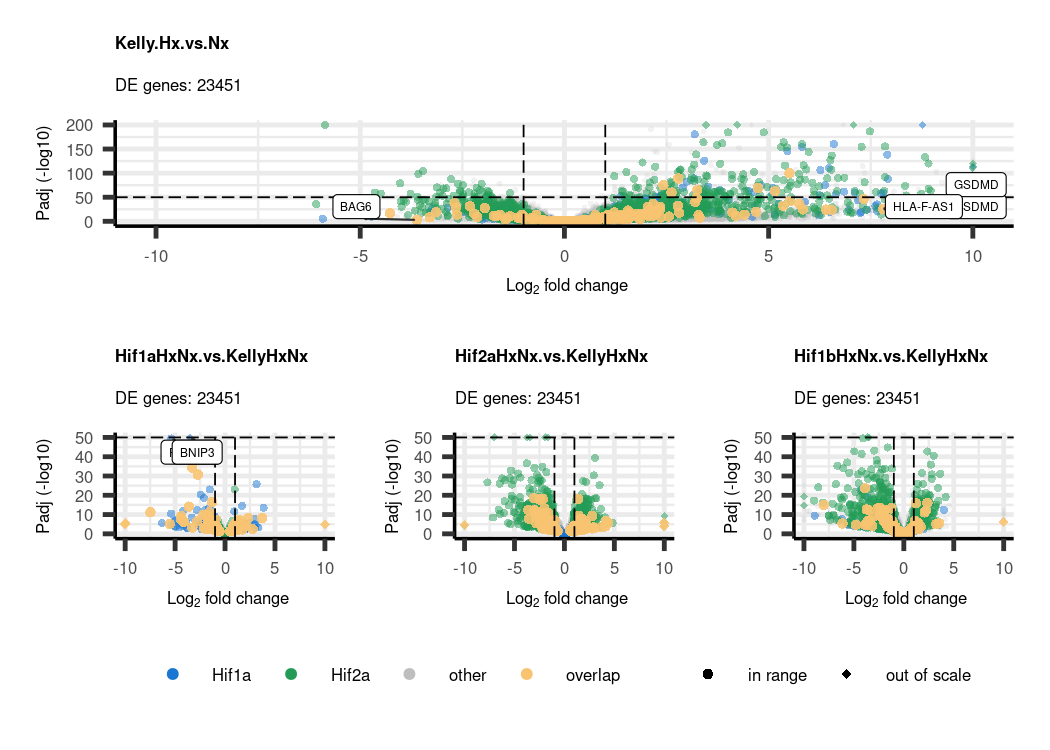 Kelly.Hx.vs.Nx
DE genes: 23451
Padj (-log10)
200
150
100
50
0
GSDMD
BAG6
HLA-F-AS1
SDMD
-10
-5
0
5
10
Log2 fold change
Hif1aHxNx.vs.KellyHxNx
DE genes: 23451
Padj (-log10)
50
40
30
20
10
0
BNIP3
-10
-5
0
5
10
Log2 fold change
Hif2aHxNx.vs.KellyHxNx
DE genes: 23451
Padj (-log10)
50
40
30
20
10
0
-10
-5
0
5
10
Log2 fold change
Hif1bHxNx.vs.KellyHxNx
DE genes: 23451
Padj (-log10)
50
40
30
20
10
0
-10
-5
0
5
10
Log2 fold change
Hif1a
Hif2a
other
overlap
in range
out of scale